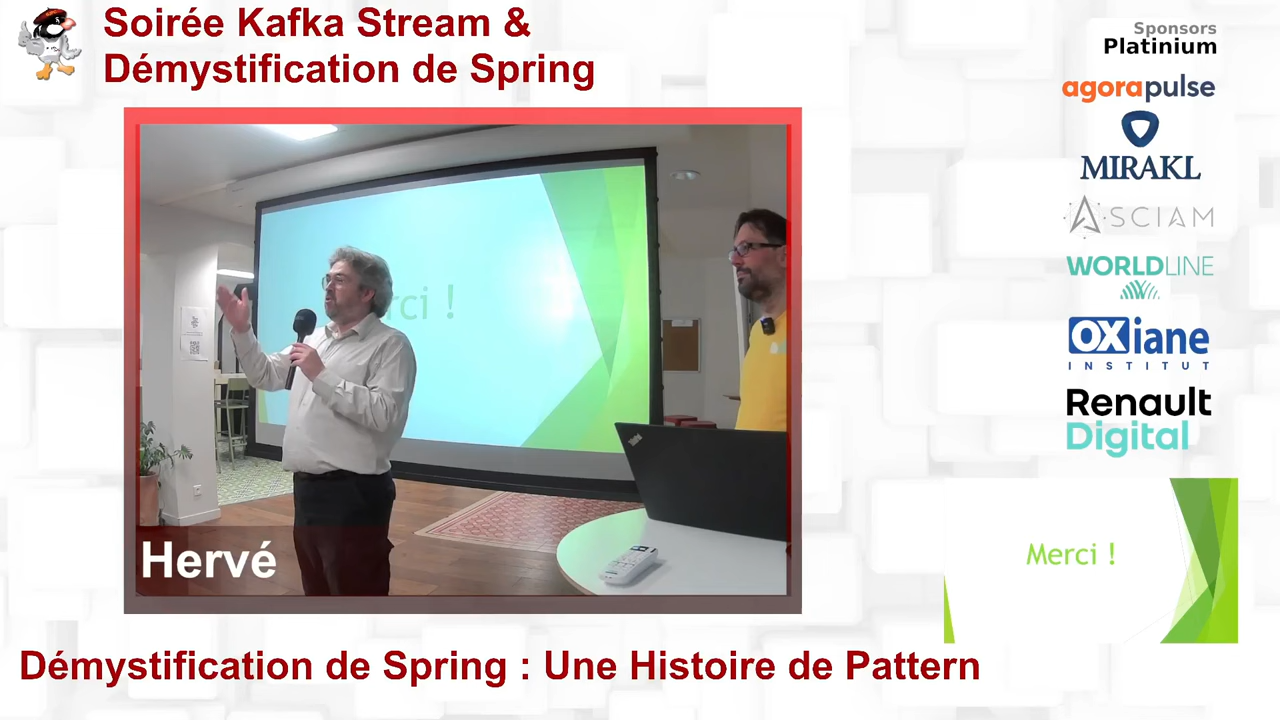 Soirée Kafka Stream &
Démystification de Spring
Sponsors
Platinium
agorapulse
MIRAKL
ASCIAM
WORLDLINE
OXiane
INSTITUT
Renault
Digital
rci !
Hervé
Merci !
Démystification de Spring : Une Histoire de Pattern